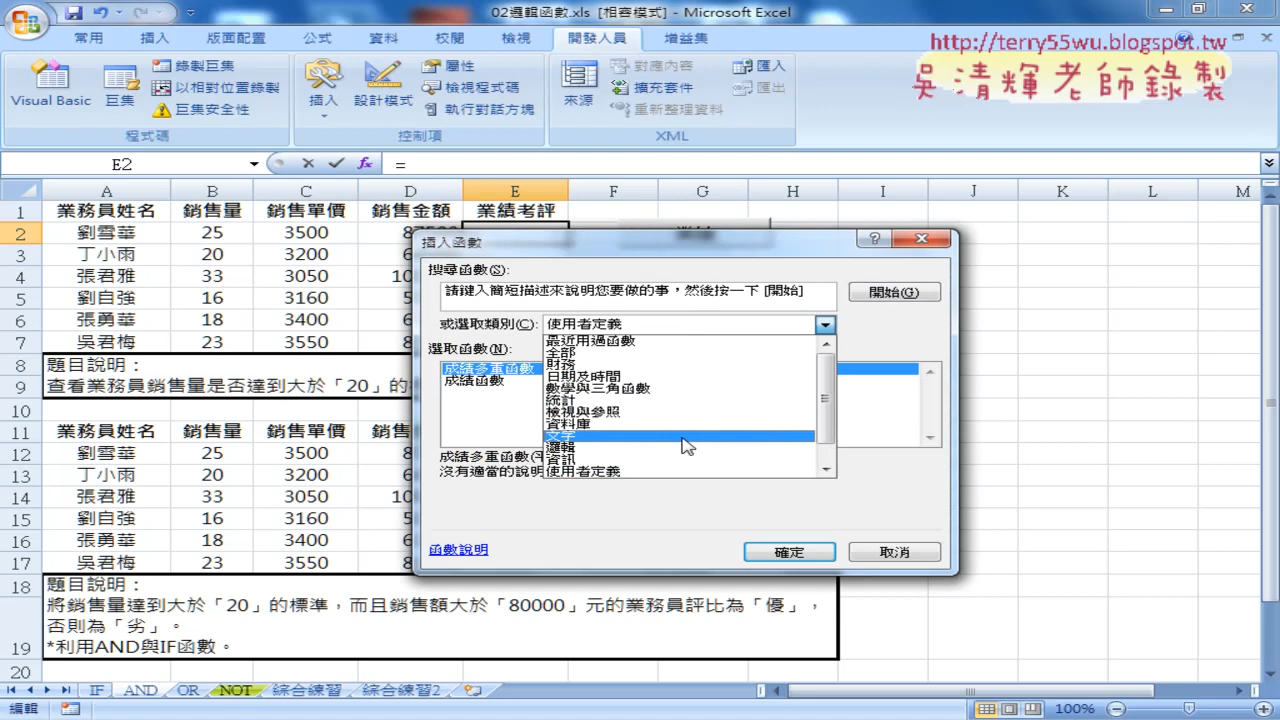 02邏輯函數.xls [相容模式] - Microsoft Excel
常用 插入 版面配置 公式 資料 校閱 檢視 開發人員 增益集
http://terry55wu.blogspot.tw
吳清輝老師錄製
Visual Basic 巨集 錄製巨集 以相對位置錄製 巨集安全性
程式碼
插入 設計模式 屬性 檢視程式碼 執行對話方塊
控制項
來源 對應內容 擴充套件 重新整理資料 匯入 匯出
XML
E2 fx =
A B C D E F G H I J K L M
1 業務員姓名 銷售量 銷售單價 銷售金額 業績考評
2 劉雪華 25 3500
3 丁小雨 20 3200
4 張君雅 33 3050
5 劉自強 16 3160
6 張勇華 18 3400
7 吳君梅 23 3550
8 題目說明：
9 查看業務員銷售量是否達到大於「20」的
10
11 業務員姓名 銷售量 銷售單價
12 劉雪華 25 3500
13 丁小雨 20 3200
14 張君雅 33 3050
15 劉自強 16 3160
16 張勇華 18 3400
17 吳君梅 23 3550
18 題目說明：
將銷售量達到大於「20」的標準，而且銷售額大於「80000」元的業務員評比為「優」，
否則為「劣」。
19 *利用AND與IF函數。
20
插入函數
搜尋函數(S):
請鍵入簡短描述來說明您要做的事，然後按一下 [開始]
開始(G)
或選取類別(C): 使用者定義
選取函數(N):
成績多重函數
成績函數
最近用過函數
全部
財務
日期及時間
數學與三角函數
統計
檢視與參照
資料庫
文字
邏輯
資訊
使用者定義
成績多重函數(
沒有適當的說明
函數說明
確定 取消
IF AND OR NOT 綜合練習 綜合練習2
編輯 100%